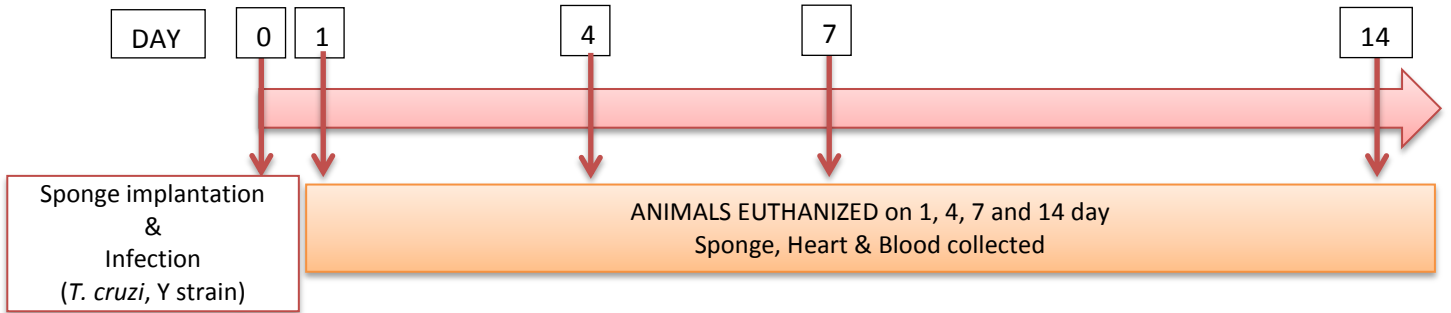 DAY 0 1 4 7 14
Sponge implantation
&
Infection
(T. cruzi, Y strain)
ANIMALS EUTHANIZED on 1, 4, 7 and 14 day
Sponge, Heart & Blood collected